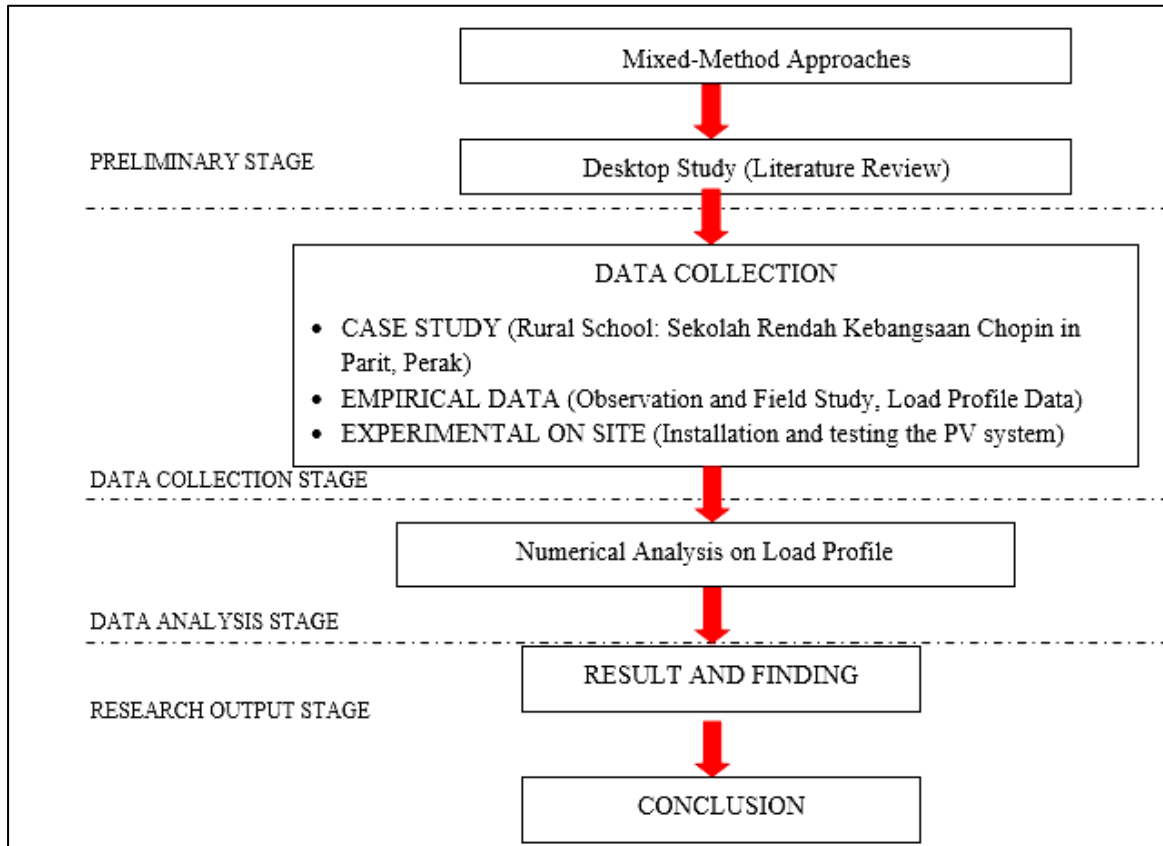 Mixed-Method Approaches
PRELIMINARY STAGE
Desktop Study (Literature Review)
DATA COLLECTION
• CASE STUDY (Rural School: Sekolah Rendah Kebangsaan Chopin in
Parit, Perak)
• EMPIRICAL DATA (Observation and Field Study, Load Profile Data)
• EXPERIMENTAL ON SITE (Installation and testing the PV system)
DATA COLLECTION STAGE
Numerical Analysis on Load Profile
DATA ANALYSIS STAGE
RESULT AND FINDING
RESEARCH OUTPUT STAGE
CONCLUSION